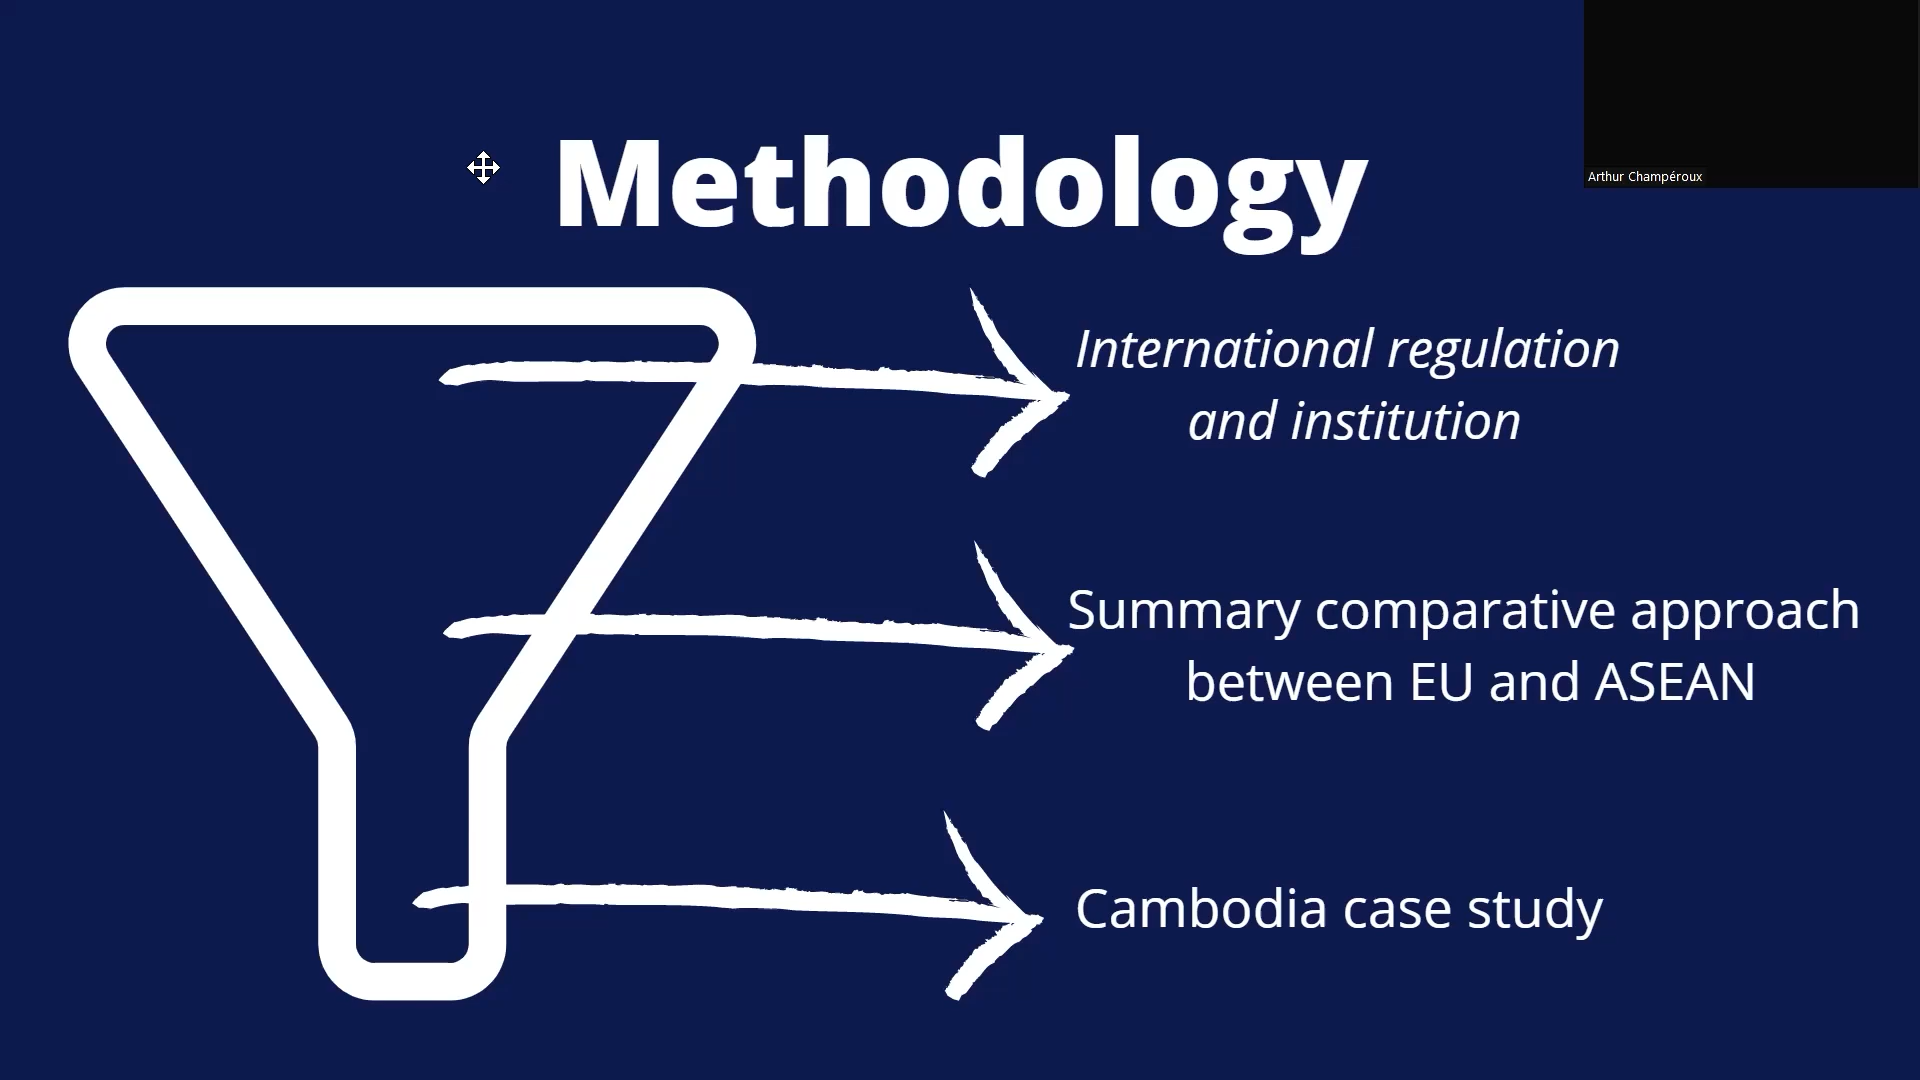 Arthur Champéroux
Methodology
International regulation
and institution
Summary comparative approach
between EU and ASEAN
Cambodia case study